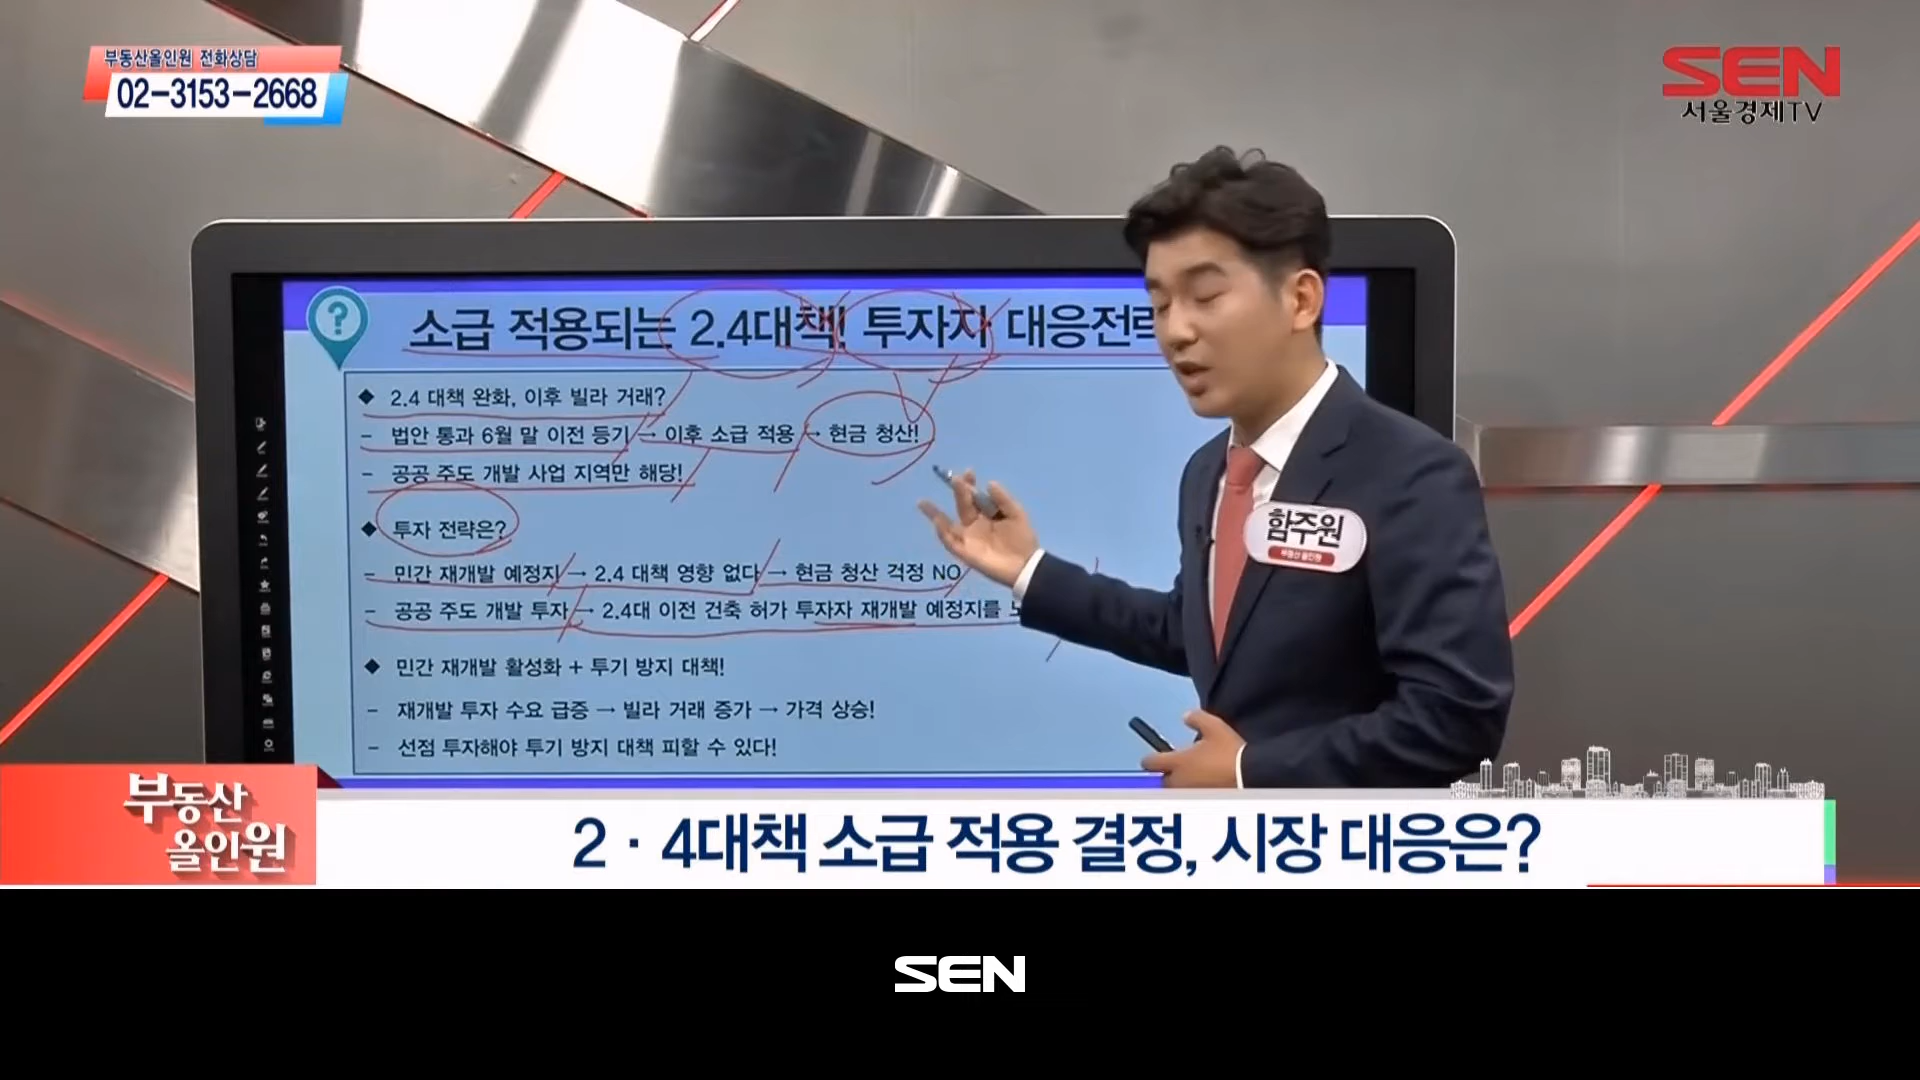 부동산올인원 전화상담
02-3153-2668
SEN
서울경제TV
소급 적용되는 2.4대책! 투자자 대응전략
◆ 2.4 대책 완화, 이후 빌라 거래?
- 법안 통과 6월 말 이전 등기 → 이후 소급 적용 → 현금 청산!
- 공공 주도 개발 사업 지역만 해당!
◆ 투자 전략은?
- 민간 재개발 예정지 → 2.4 대책 영향 없다 → 현금 청산 걱정 NO
- 공공 주도 개발 투자 → 2.4대 이전 건축 허가 투자자 재개발 예정지를
◆ 민간 재개발 활성화 + 투기 방지 대책!
- 재개발 투자 수요 급증 → 빌라 거래 증가 → 가격 상승!
- 선점 투자해야 투기 방지 대책 피할 수 있다!
함주원
부동산 올인원
부동산
올인원
2·4대책 소급 적용 결정, 시장 대응은?
SEN